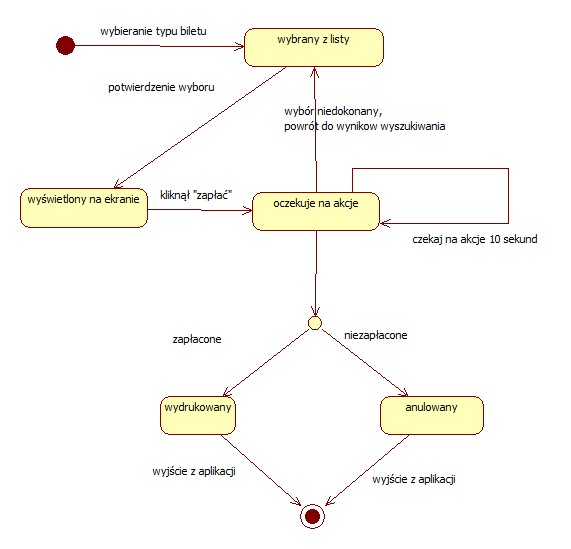 wybieranie typu biletu
wybrany z listy
potwierdzenie wyboru
wybór niedokonany,
powrót do wynikow wyszukiwania
wyświetlony na ekranie
kliknął "zapłać"
oczekuje na akcje
czekaj na akcje 10 sekund
zapłacone
niezapłacone
wydrukowany
anulowany
wyjście z aplikacji
wyjście z aplikacji